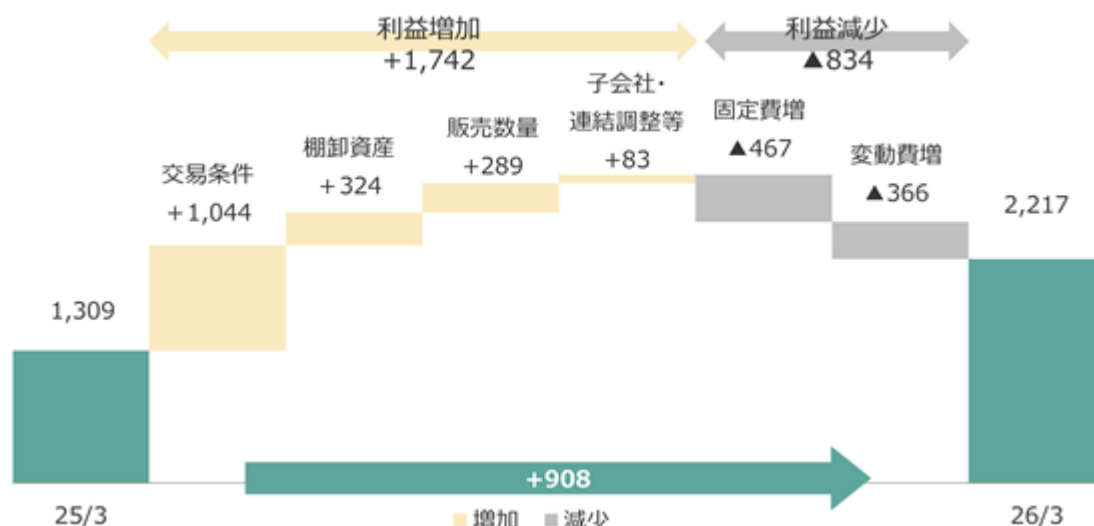 利益増加
+1,742
利益減少
▲834
1,309
交易条件
+1,044
棚卸資産
+324
販売数量
+289
子会社・
連結調整等
+83
固定費増
▲467
変動費増
▲366
2,217
+908
25/3
26/3
増加
減少